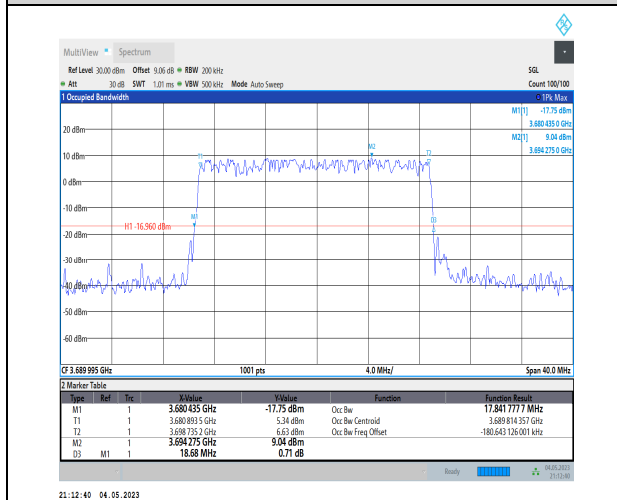 MultiView Spectrum
Ref Level 30.00 dBm Offset 9.06 dB RBW 200 kHz SGL
Att 30 dB SWT 1.01 ms VBW 500 kHz Mode Auto Sweep Count 100/100
1 Occupied Bandwidth 1Pk Max
M1[1] -17.75 dBm
3.680 435 0 GHz
M2[1] 9.04 dBm
3.694 275 0 GHz
20 dBm
M2
T1
T2
10 dBm
0 dBm
-10 dBm
M1
D3
H1 -16.960 dBm
-20 dBm
-30 dBm
-40 dBm
-50 dBm
-60 dBm
CF 3.689 995 GHz 1001 pts 4.0 MHz/ Span 40.0 MHz
2 Marker Table
Type Ref Trc X-Value Y-Value Function Function Result
M1 1 3.680 435 GHz -17.75 dBm Occ Bw 17.841 777 7 MHz
T1 1 3.680 893 5 GHz 5.34 dBm Occ Bw Centroid 3.689 814 357 GHz
T2 1 3.698 735 2 GHz 6.63 dBm Occ Bw Freq Offset -180.643 126 001 kHz
M2 1 3.694 275 GHz 9.04 dBm
D3 M1 1 18.68 MHz 0.71 dB
Ready 04.05.2023
21:12:40
21:12:40 04.05.2023